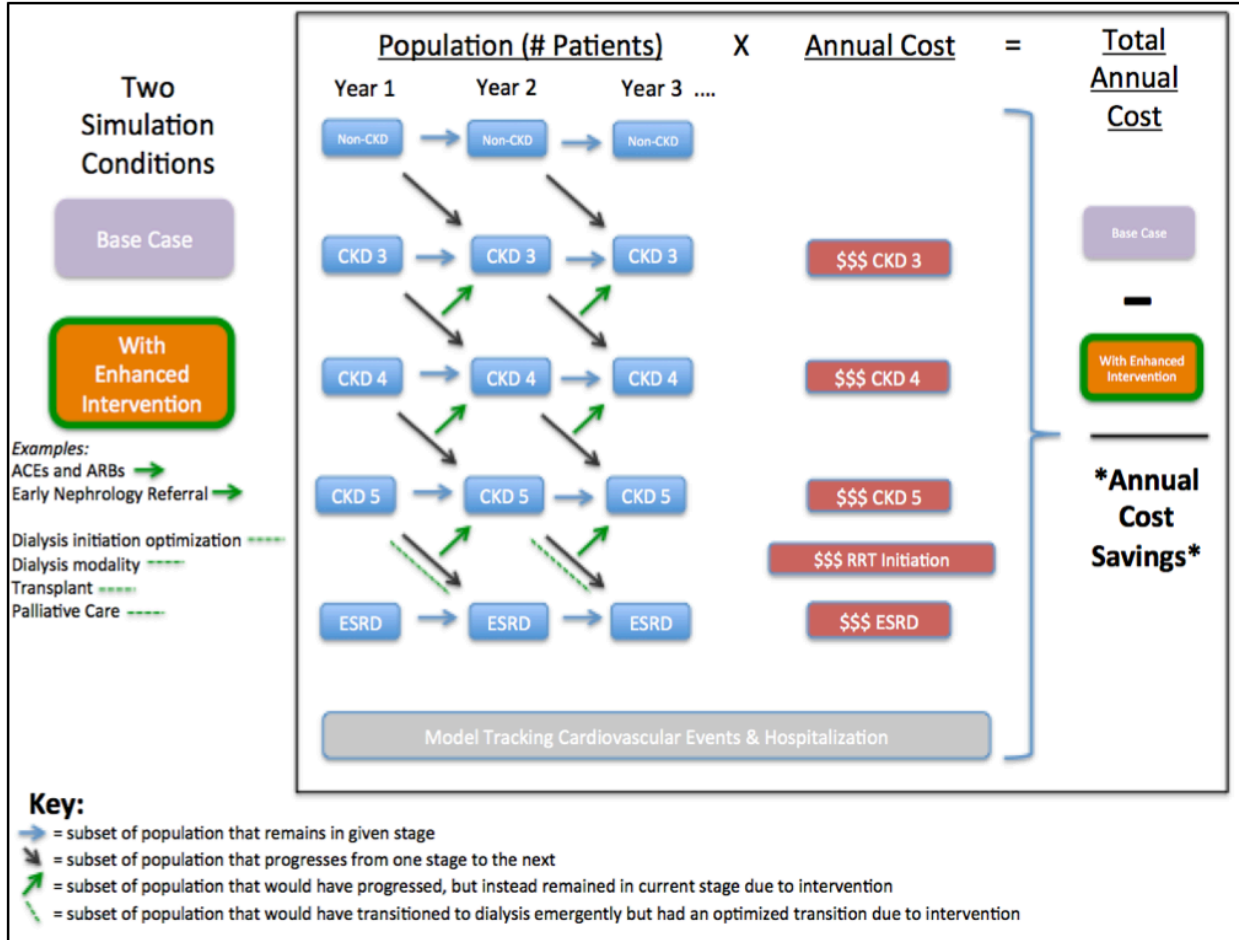 Population (# Patients) X Annual Cost = Total
Annual
Cost
Two
Simulation
Conditions
Year 1 Year 2 Year 3 ....
Non-CKD Non-CKD Non-CKD
Base Case
CKD 3 CKD 3 CKD 3 $$$ CKD 3
Base Case
With
Enhanced
Intervention
CKD 4 CKD 4 CKD 4 $$$ CKD 4
With Enhanced
Intervention
Examples:
ACEs and ARBs
Early Nephrology Referral
Dialysis initiation optimization
Dialysis modality
Transplant
Palliative Care
CKD 5 CKD 5 CKD 5 $$$ CKD 5
$$$ RRT Initiation
ESRD ESRD ESRD $$$ ESRD
*Annual
Cost
Savings*
Model Tracking Cardiovascular Events & Hospitalization
Key:
= subset of population that remains in given stage
= subset of population that progresses from one stage to the next
= subset of population that would have progressed, but instead remained in current stage due to intervention
= subset of population that would have transitioned to dialysis emergently but had an optimized transition due to intervention